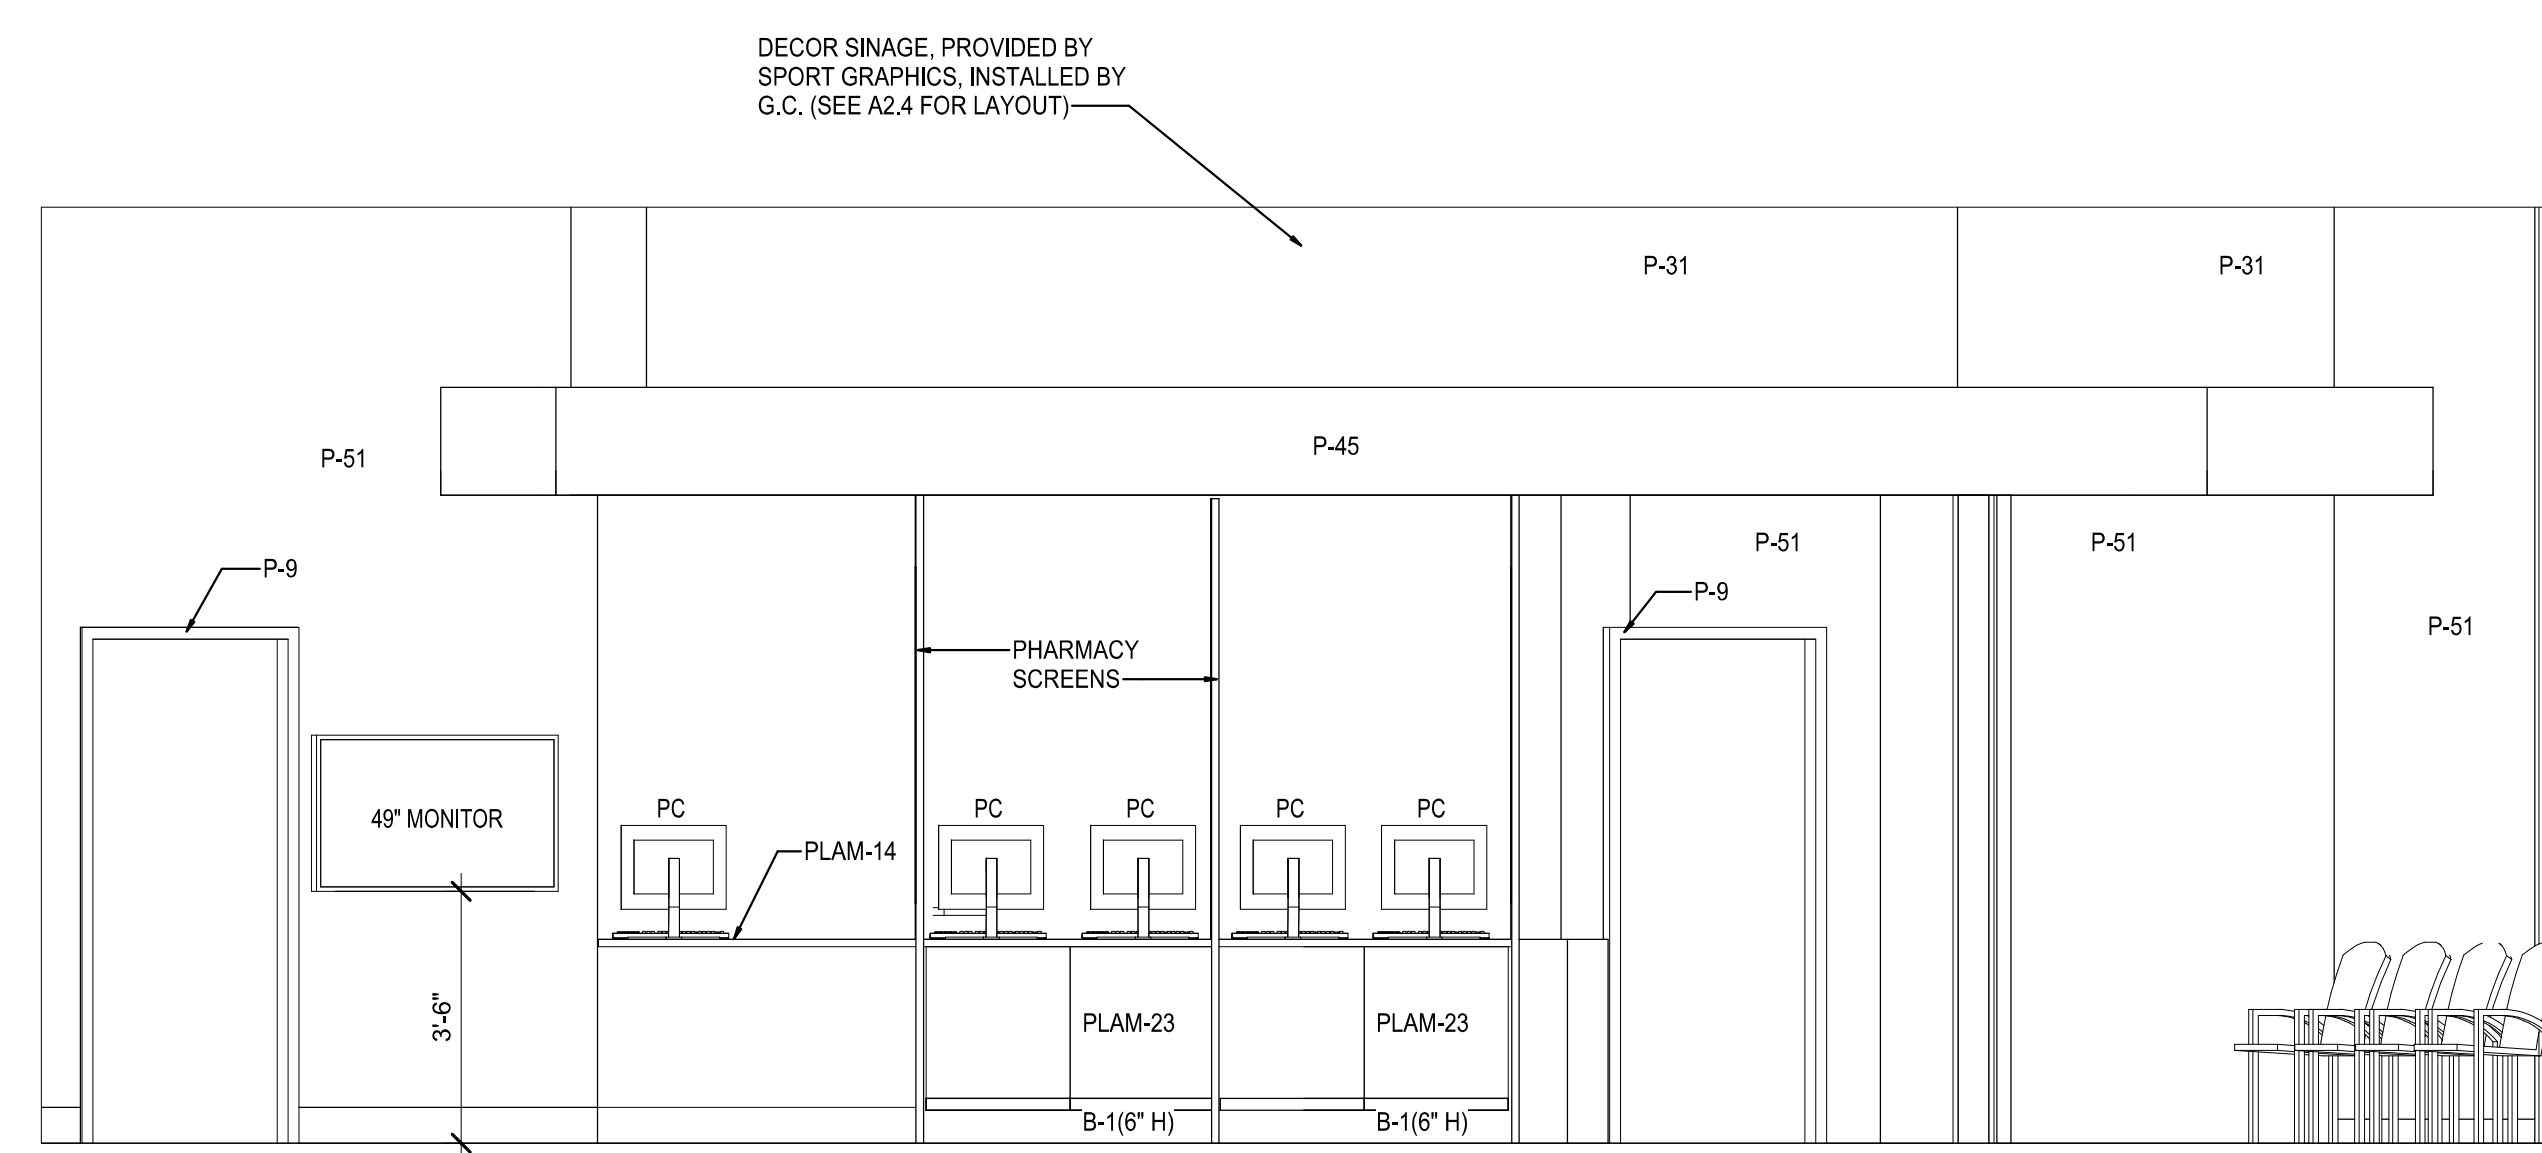 DECOR SINAGE, PROVIDED BY
SPORT GRAPHICS, INSTALLED BY
G.C. (SEE A2.4 FOR LAYOUT)
P-31
P-31
P-45
P-51
P-51
P-51
P-9
P-9
P-51
PHARMACY
SCREENS
49" MONITOR
PC
PC
PC
PC
PC
PLAM-14
3'-6"
PLAM-23
PLAM-23
B-1(6" H)
B-1(6" H)